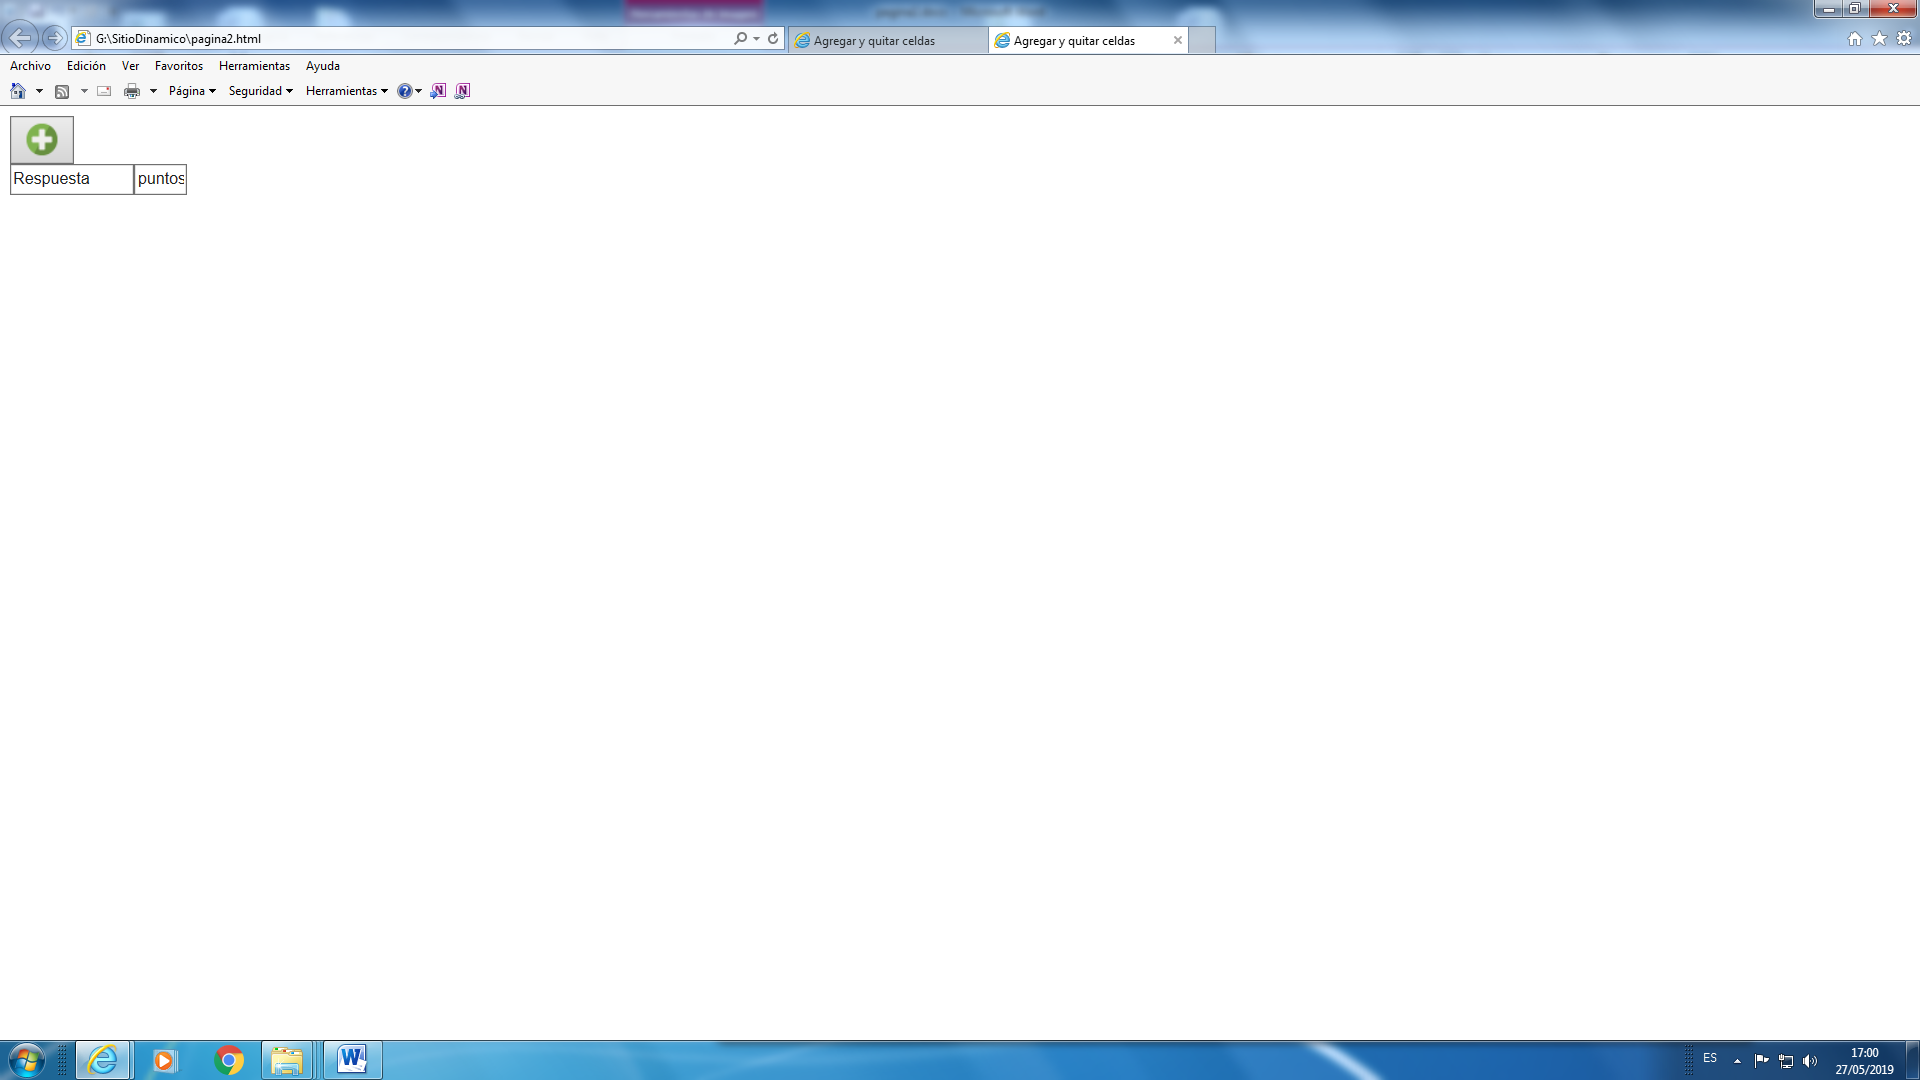 G:\SitioDinamico\pagina2.html
Agregar y quitar celdas
Agregar y quitar celdas
Archivo Edición Ver Favoritos Herramientas Ayuda
Página Seguridad Herramientas
Respuesta puntos
ES
17:00
27/05/2019